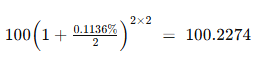 100(1 + 0.1136%/2)^{2×2} = 100.2274